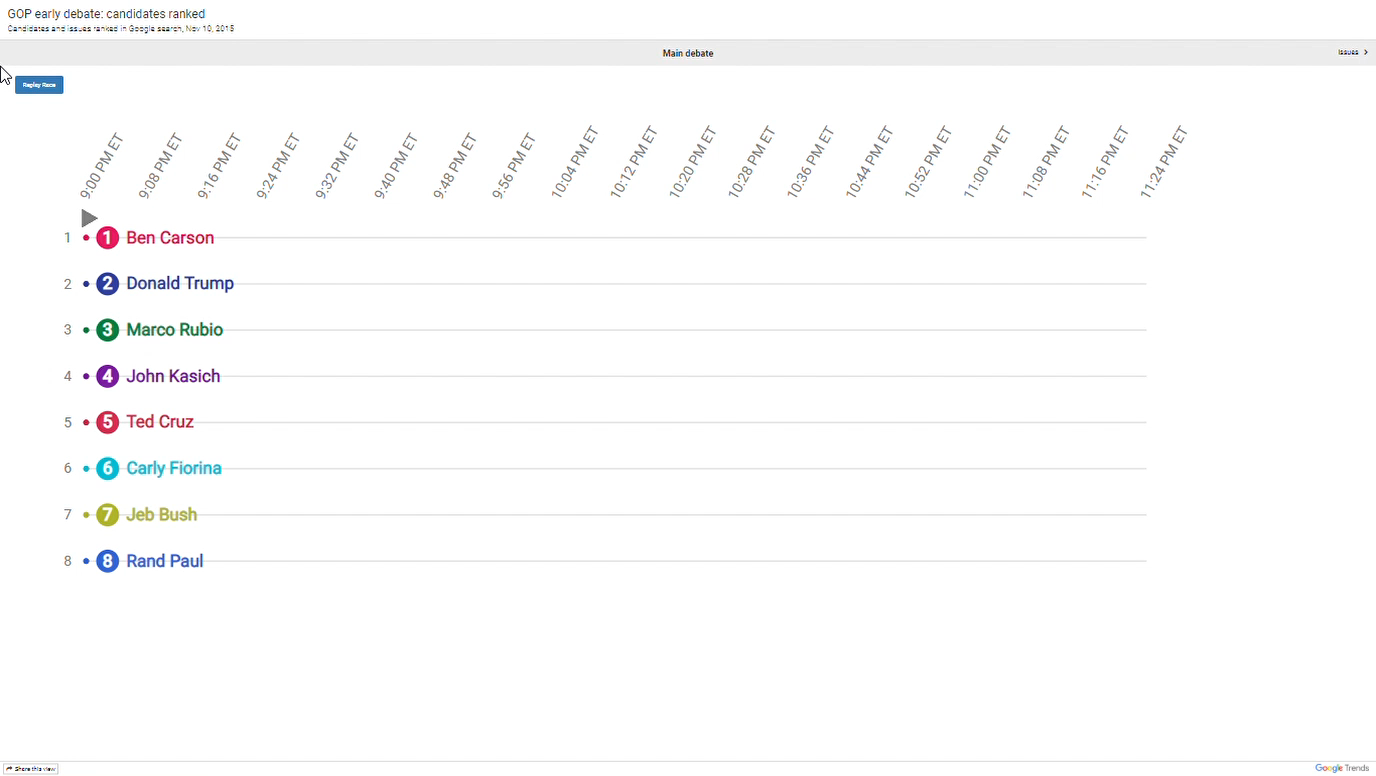 GOP early debate: candidates ranked
Candidates and issues ranked in Google search, Nov 10, 2015
Main debate
Issues >
Replay Race
9:00 PM ET
9:08 PM ET
9:16 PM ET
9:24 PM ET
9:32 PM ET
9:40 PM ET
9:48 PM ET
9:56 PM ET
10:04 PM ET
10:12 PM ET
10:20 PM ET
10:28 PM ET
10:36 PM ET
10:44 PM ET
10:52 PM ET
11:00 PM ET
11:08 PM ET
11:16 PM ET
11:24 PM ET
1 1 Ben Carson
2 2 Donald Trump
3 3 Marco Rubio
4 4 John Kasich
5 5 Ted Cruz
6 6 Carly Fiorina
7 7 Jeb Bush
8 8 Rand Paul
Share this view
Google Trends